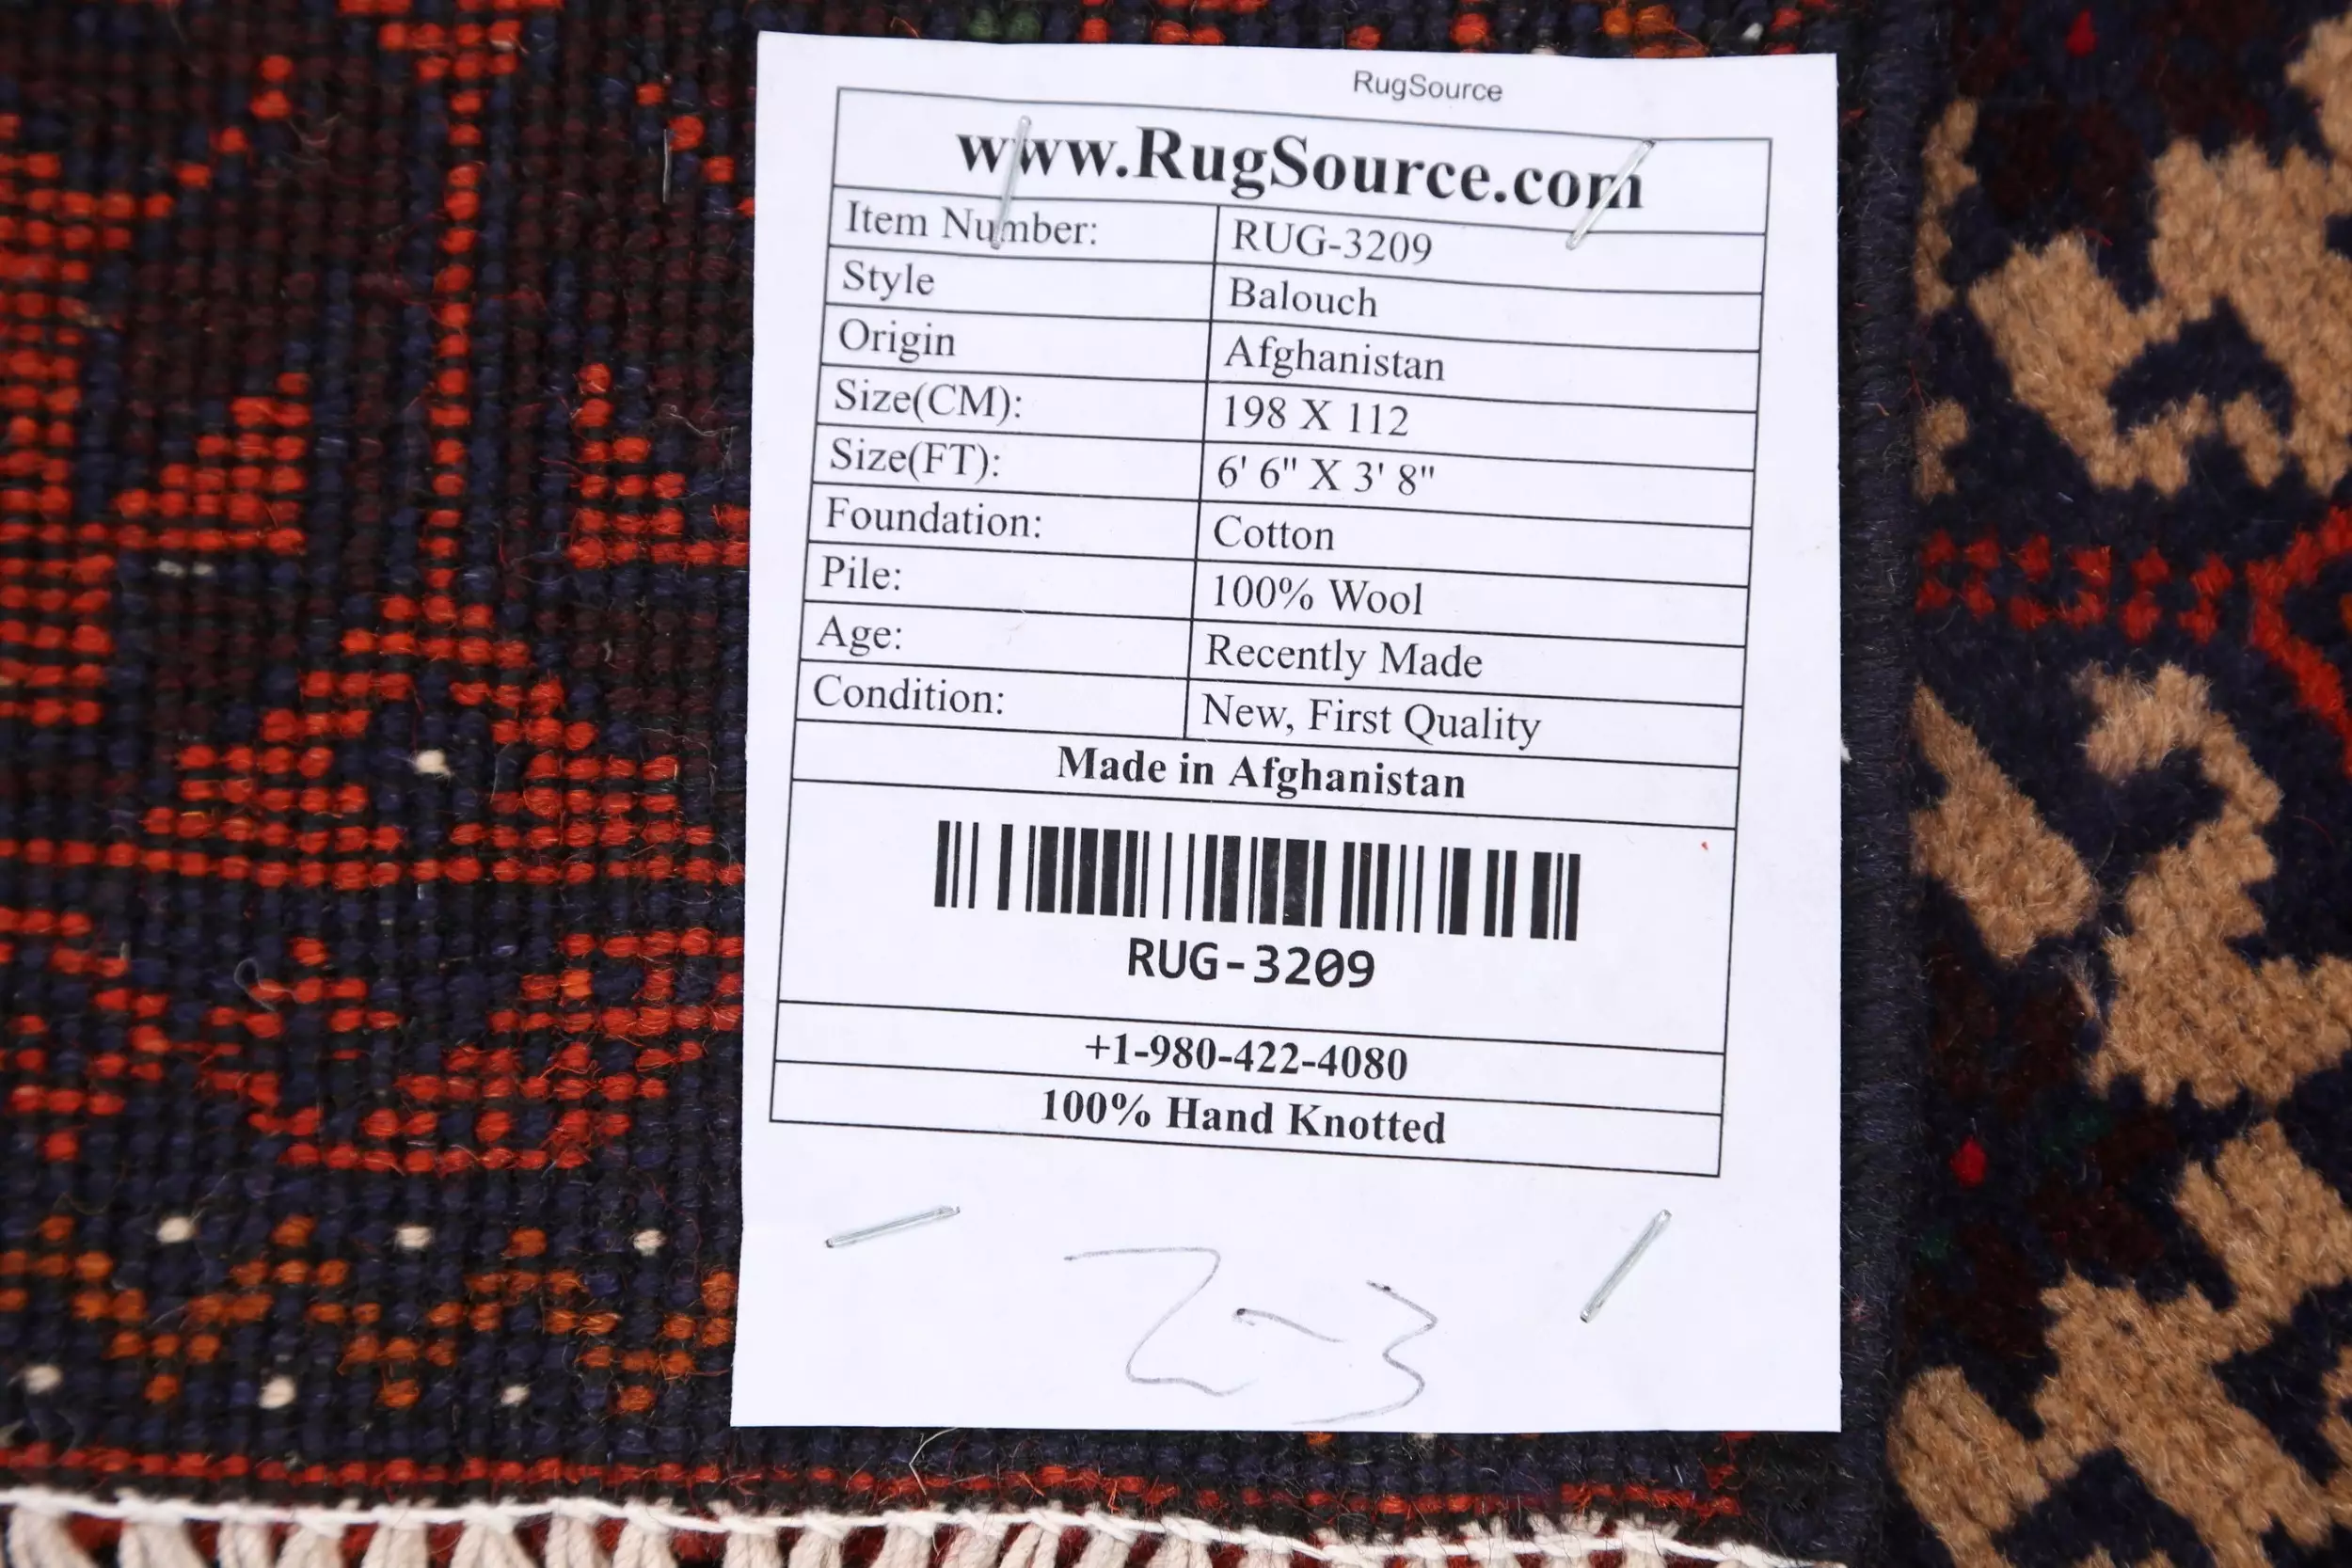 RugSource
www.RugSource.com
Item Number: RUG-3209
Style Balouch
Origin Afghanistan
Size(CM): 198 X 112
Size(FT): 6' 6" X 3' 8"
Foundation: Cotton
Pile: 100% Wool
Age: Recently Made
Condition: New, First Quality
Made in Afghanistan
RUG-3209
+1-980-422-4080
100% Hand Knotted
Z-3